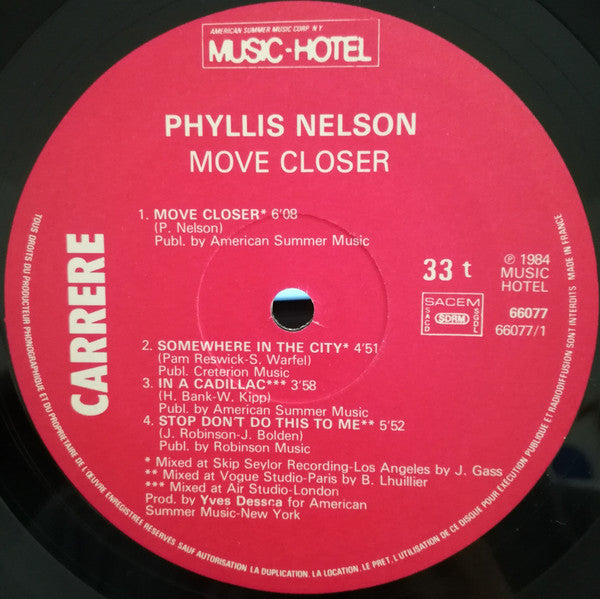 AMERICAN SUMMER MUSIC CORP. N Y
MUSIC-HOTEL
PHYLLIS NELSON
MOVE CLOSER
CARRERE
1. MOVE CLOSER* 6'08
(P. Nelson)
Publ. by American Summer Music
33 t
℗ 1984
MUSIC
HOTEL
SACEM
SACD
SDRM
SGDL
66077
66077/1
2. SOMEWHERE IN THE CITY* 4'51
(Pam Reswick-S. Warfel)
Publ. Creterion Music
3. IN A CADILLAC*** 3'58
(H. Bank-W. Kipp)
Publ. by American Summer Music
4. STOP DON'T DO THIS TO ME** 5'52
(J. Robinson-J. Bolden)
Publ. by Robinson Music
* Mixed at Skip Seylor Recording-Los Angeles by J. Gass
** Mixed at Vogue Studio-Paris by B. Lhuillier
*** Mixed at Air Studio-London
Prod. by Yves Dessca for American
Summer Music-New York
TOUS DROITS DU PRODUCTEUR PHONOGRAPHIQUE ET DU PROPRIETAIRE DE L'ŒUVRE ENREGISTREE RESERVES SAUF AUTORISATION LA DUPLICATION, LA LOCATION, LE PRET, L'UTILISATION DE CE DISQUE POUR EXECUTION PUBLIQUE ET RADIODIFFUSION SONT INTERDITS MADE IN FRANCE